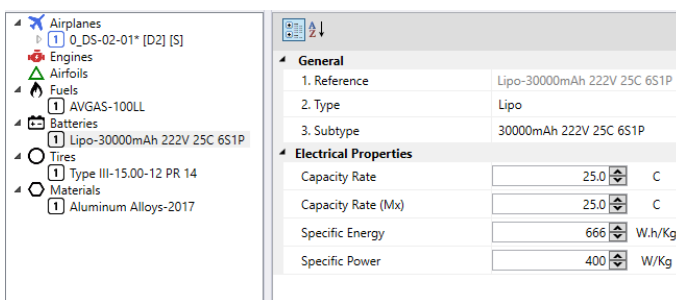 Airplanes
1 0_DS-02-01* [D2] [S]
Engines
Airfoils
Fuels
1 AVGAS-100LL
Batteries
1 Lipo-30000mAh 222V 25C 6S1P
Tires
1 Type III-15.00-12 PR 14
Materials
1 Aluminum Alloys-2017
A Z
General
1. Reference Lipo-30000mAh 222V 25C 6S1P
2. Type Lipo
3. Subtype 30000mAh 222V 25C 6S1P
Electrical Properties
Capacity Rate 25.0 C
Capacity Rate (Mx) 25.0 C
Specific Energy 666 W.h/Kg
Specific Power 400 W/Kg